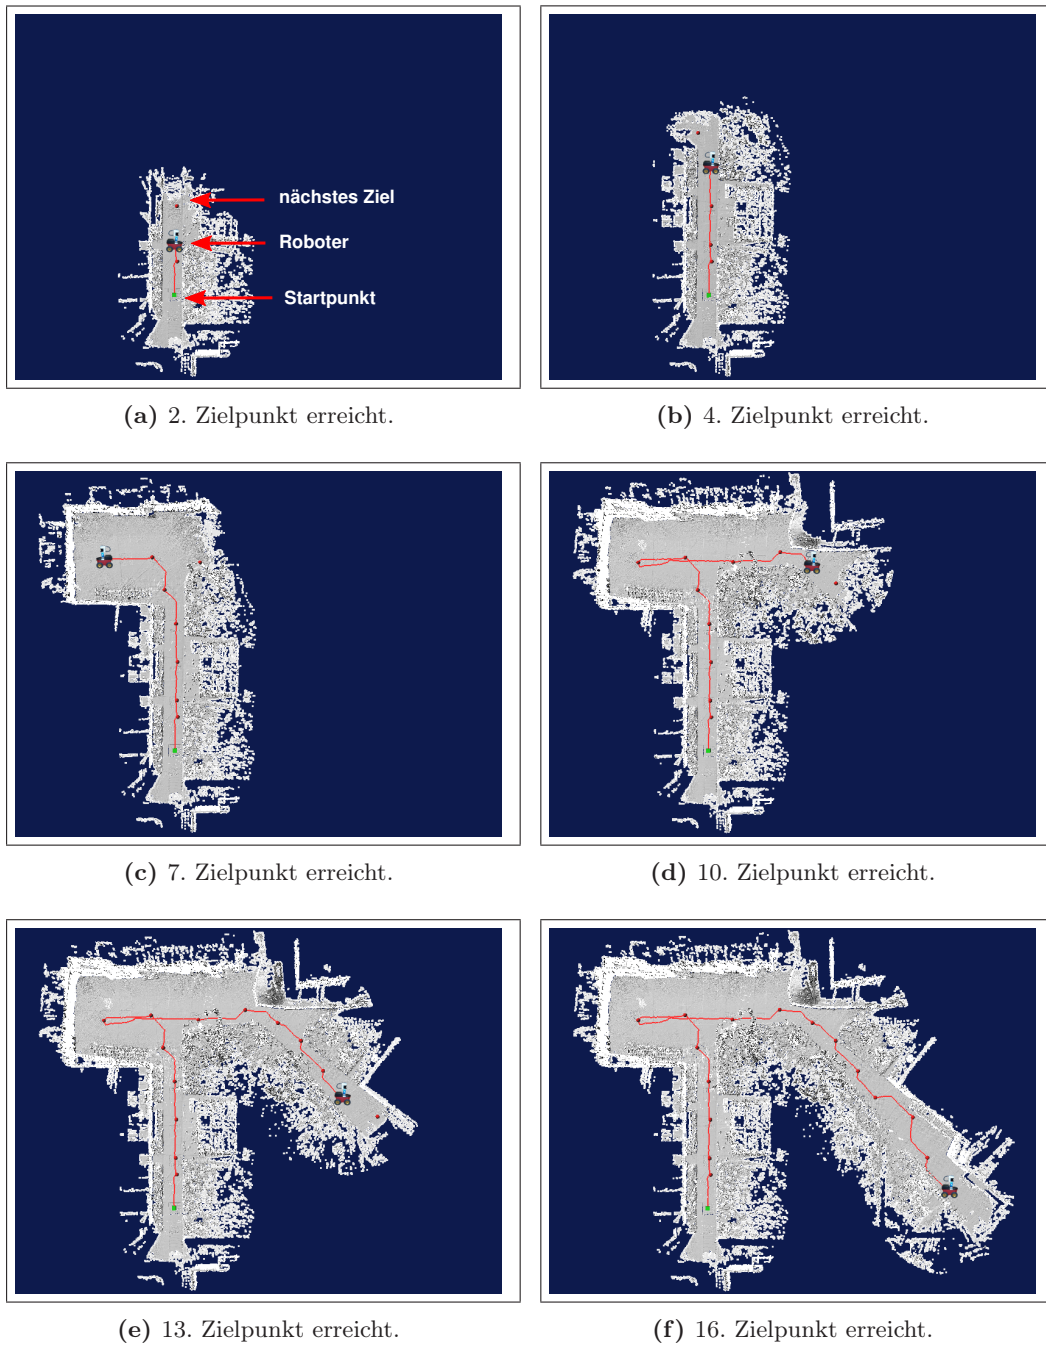 nächstes Ziel
Roboter
Startpunkt
(a) 2. Zielpunkt erreicht.
(b) 4. Zielpunkt erreicht.
(c) 7. Zielpunkt erreicht.
(d) 10. Zielpunkt erreicht.
(e) 13. Zielpunkt erreicht.
(f) 16. Zielpunkt erreicht.